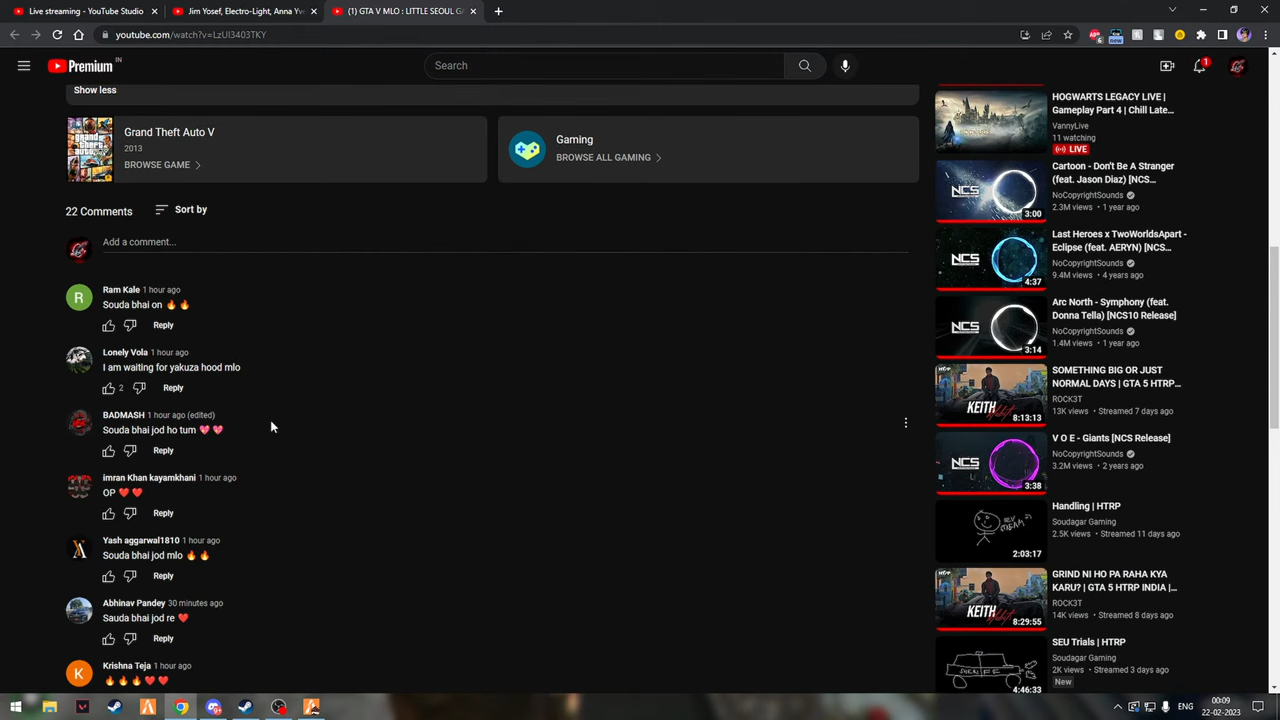 Live streaming - YouTube Studio
Jim Yosef, Electro-Light, Anna Yv
(1) GTA V MLO : LITTLE SEOUL GA
youtube.com/watch?v=LzUI3403TKY
Premium IN
Search
1
Show less
Grand Theft Auto V
2013
BROWSE GAME
Gaming
BROWSE ALL GAMING
22 Comments
Sort by
Add a comment...
R
Ram Kale 1 hour ago
Souda bhai on 🔥🔥
Reply
Lonely Vola 1 hour ago
I am waiting for yakuza hood mlo
2 Reply
BADMASH 1 hour ago (edited)
Souda bhai jod ho tum 💖💖
Reply
imran Khan kayamkhani 1 hour ago
OP ❤️❤️
Reply
Yash aggarwal1810 1 hour ago
Souda bhai jod mlo 🔥🔥
Reply
Abhinav Pandey 30 minutes ago
Sauda bhai jod re ❤️
Reply
K
Krishna Teja 1 hour ago
🔥🔥🔥❤️❤️
HOGWARTS LEGACY LIVE |
Gameplay Part 4 | Chill Late...
VannyLive
11 watching
LIVE
NCS
3:00
Cartoon - Don't Be A Stranger
(feat. Jason Diaz) [NCS...
NoCopyrightSounds
2.3M views • 1 year ago
NCS
4:37
Last Heroes x TwoWorldsApart -
Eclipse (feat. AERYN) [NCS...
NoCopyrightSounds
9.4M views • 4 years ago
NCS
3:14
Arc North - Symphony (feat.
Donna Tella) [NCS10 Release]
NoCopyrightSounds
1.4M views • 1 year ago
HTRP
KEITH
8:13:13
SOMETHING BIG OR JUST
NORMAL DAYS | GTA 5 HTRP...
ROCK3T
13K views • Streamed 7 days ago
NCS
3:38
V O E - Giants [NCS Release]
NoCopyrightSounds
3.2M views • 2 years ago
2:03:17
Handling | HTRP
Soudagar Gaming
2.5K views • Streamed 11 days ago
HTRP
KEITH
8:29:55
GRIND NI HO PA RAHA KYA
KARU? | GTA 5 HTRP INDIA |...
ROCK3T
14K views • Streamed 8 days ago
4:46:33
SEU Trials | HTRP
Soudagar Gaming
2K views • Streamed 3 days ago
New
ENG
00:09
22-02-2023